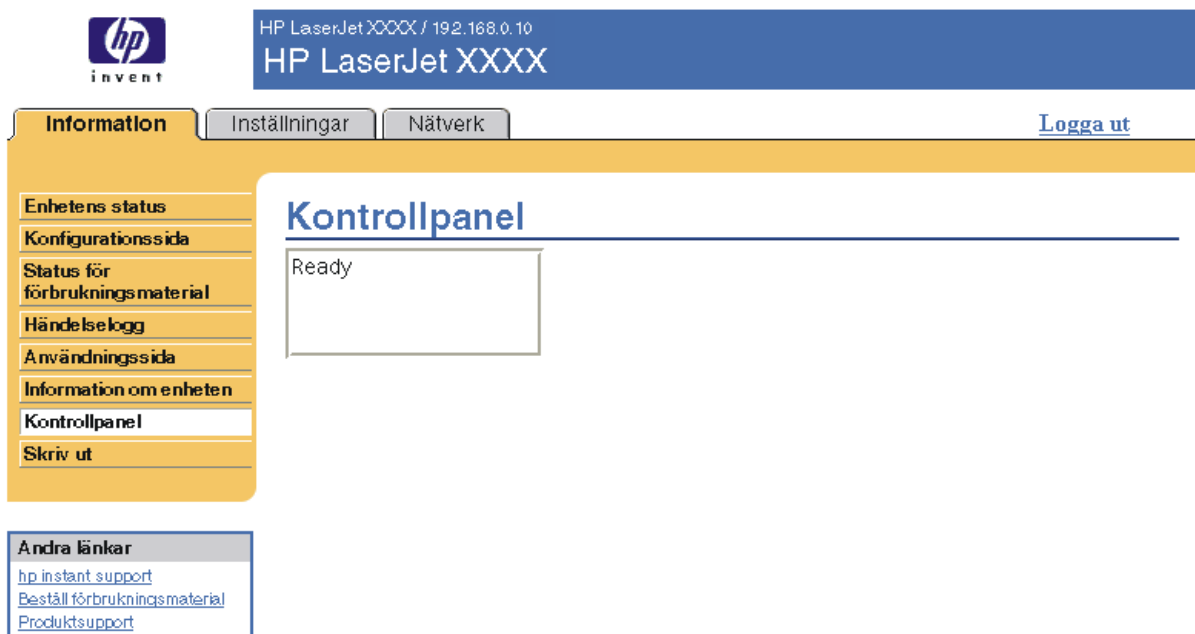 hp
invent
HP LaserJet XXXX / 192.168.0.10
HP LaserJet XXXX
Information
Inställningar
Nätverk
Logga ut
Enhetens status
Konfigurationssida
Status för
förbrukningsmaterial
Händelselogg
Användningssida
Information om enheten
Kontrollpanel
Skriv ut
Kontrollpanel
Ready
Andra länkar
hp instant support
Beställ förbrukningsmaterial
Produktsupport